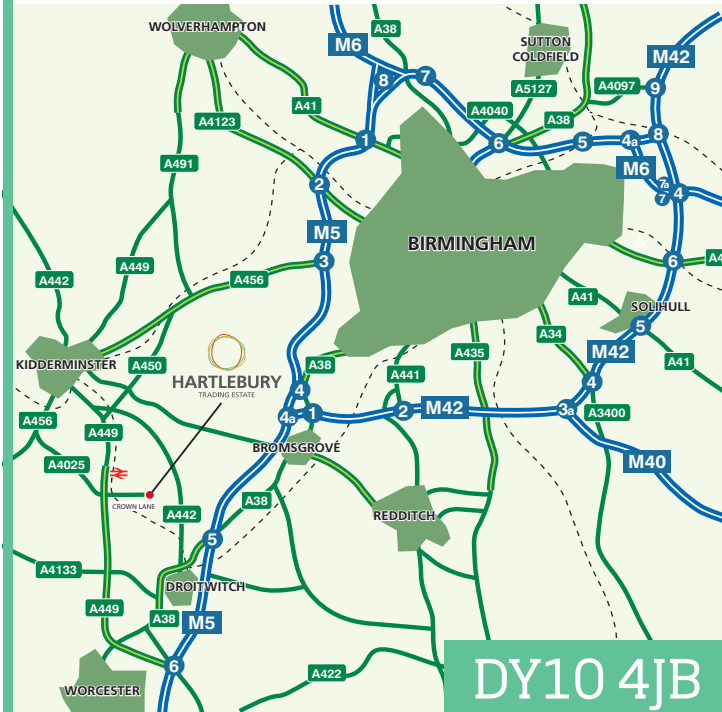 WOLVERHAMPTON
A38
M6
SUTTON
COLDFIELD
M42
8
7
A5127
A4097
9
A41
A4040
A38
A4123
1
6
5
4a
8
A491
M6
2
7a
7
4
M5
BIRMINGHAM
3
6
A4
A449
A442
A456
A41
SOLIHULL
5
A34
KIDDERMINSTER
A450
HARTLEBURY
TRADING ESTATE
A38
A435
M42
A41
A441
4
4
A456
A449
4a
1
2
M42
3a
A3400
BROMSGROVE
M40
A4025
CROWN LANE
A442
A38
REDDITCH
5
A4133
DROITWITCH
A449
A38
M5
6
A422
WORCESTER
DY10 4JB